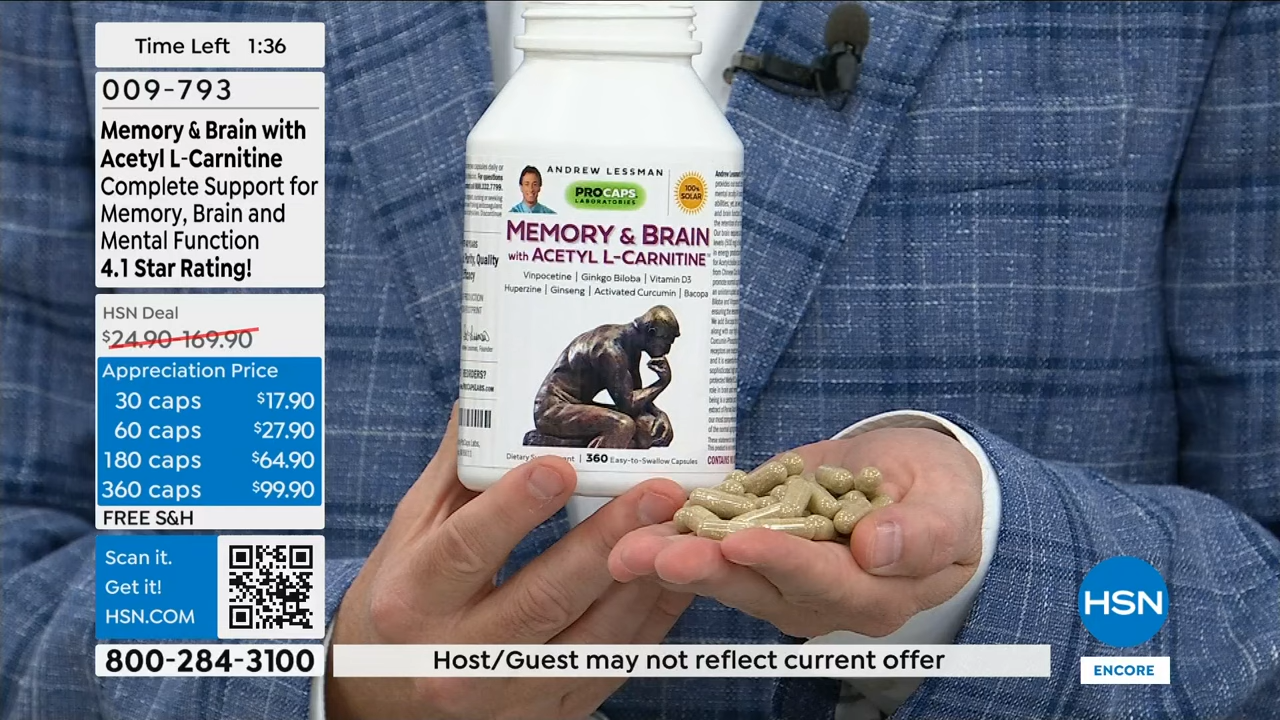 Time Left 1:36
009-793
Memory & Brain with
Acetyl L-Carnitine
Complete Support for
Memory, Brain and
Mental Function
4.1 Star Rating!
HSN Deal
$24.90-169.90
Appreciation Price
30 caps $17.90
60 caps $27.90
180 caps $64.90
360 caps $99.90
FREE S&H
Scan it.
Get it!
HSN.COM
800-284-3100
ANDREW LESSMAN
PROCAPS
LABORATORIES
100%
SOLAR
MEMORY & BRAIN
with ACETYL L-CARNITINE
Vinpocetine | Ginkgo Biloba | Vitamin D3
Huperzine | Ginseng | Activated Curcumin | Bacopa
Dietary | 360 Easy-to-Swallow Capsules
Host/Guest may not reflect current offer
HSN
ENCORE